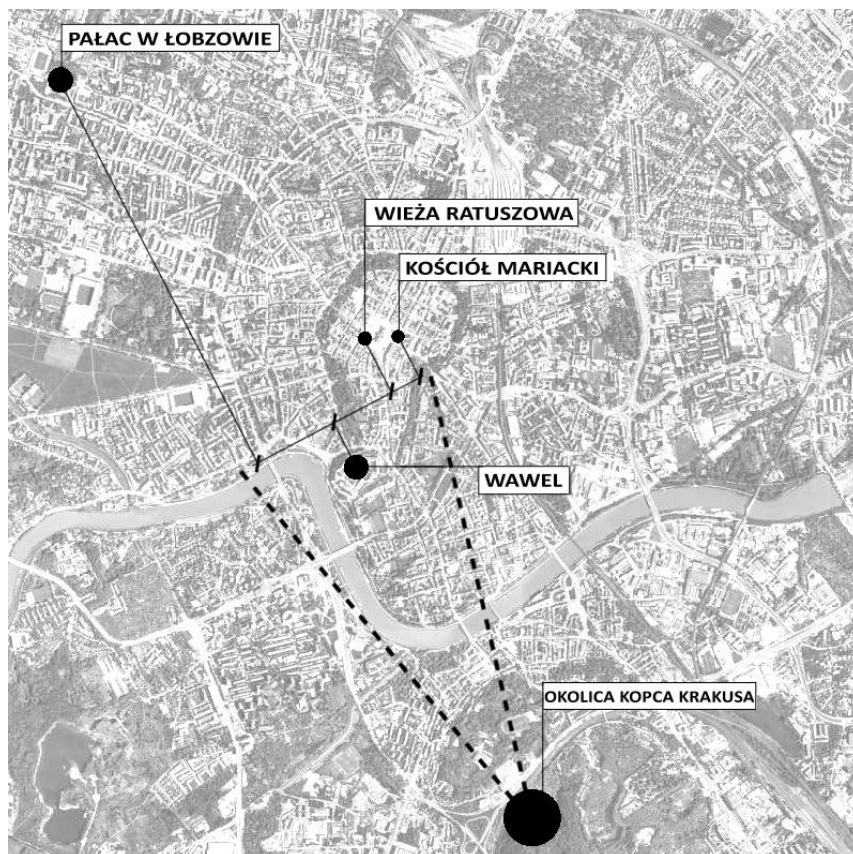 PAŁAC W ŁOBZOWIE
WIEŻA RATUSZOWA
KOŚCIÓŁ MARIACKI
WAWEL
OKOLICA KOPCA KRAKUSA